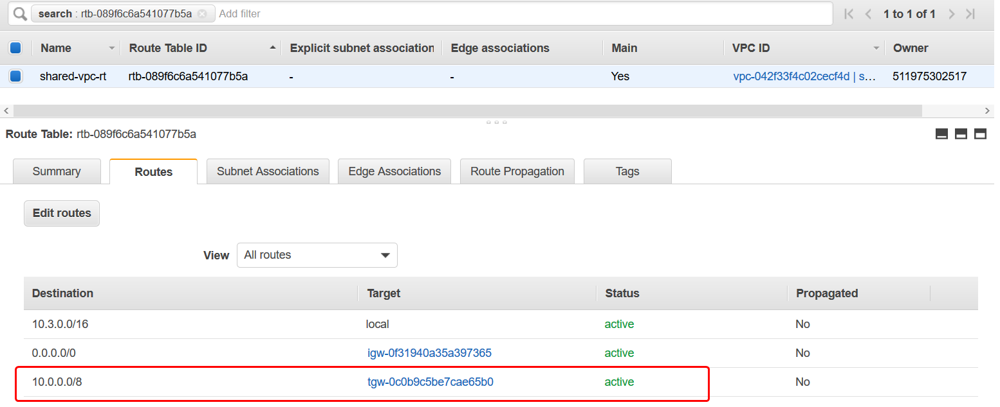 search : rtb-089f6c6a541077b5a Add filter 1 to 1 of 1
Name Route Table ID Explicit subnet association Edge associations Main VPC ID Owner
shared-vpc-rt rtb-089f6c6a541077b5a - - Yes vpc-042f33f4c02cecf4d | s... 511975302517
Route Table: rtb-089f6c6a541077b5a
Summary Routes Subnet Associations Edge Associations Route Propagation Tags
Edit routes
View All routes
Destination Target Status Propagated
10.3.0.0/16 local active No
0.0.0.0/0 igw-0f31940a35a397365 active No
10.0.0.0/8 tgw-0c0b9c5be7cae65b0 active No